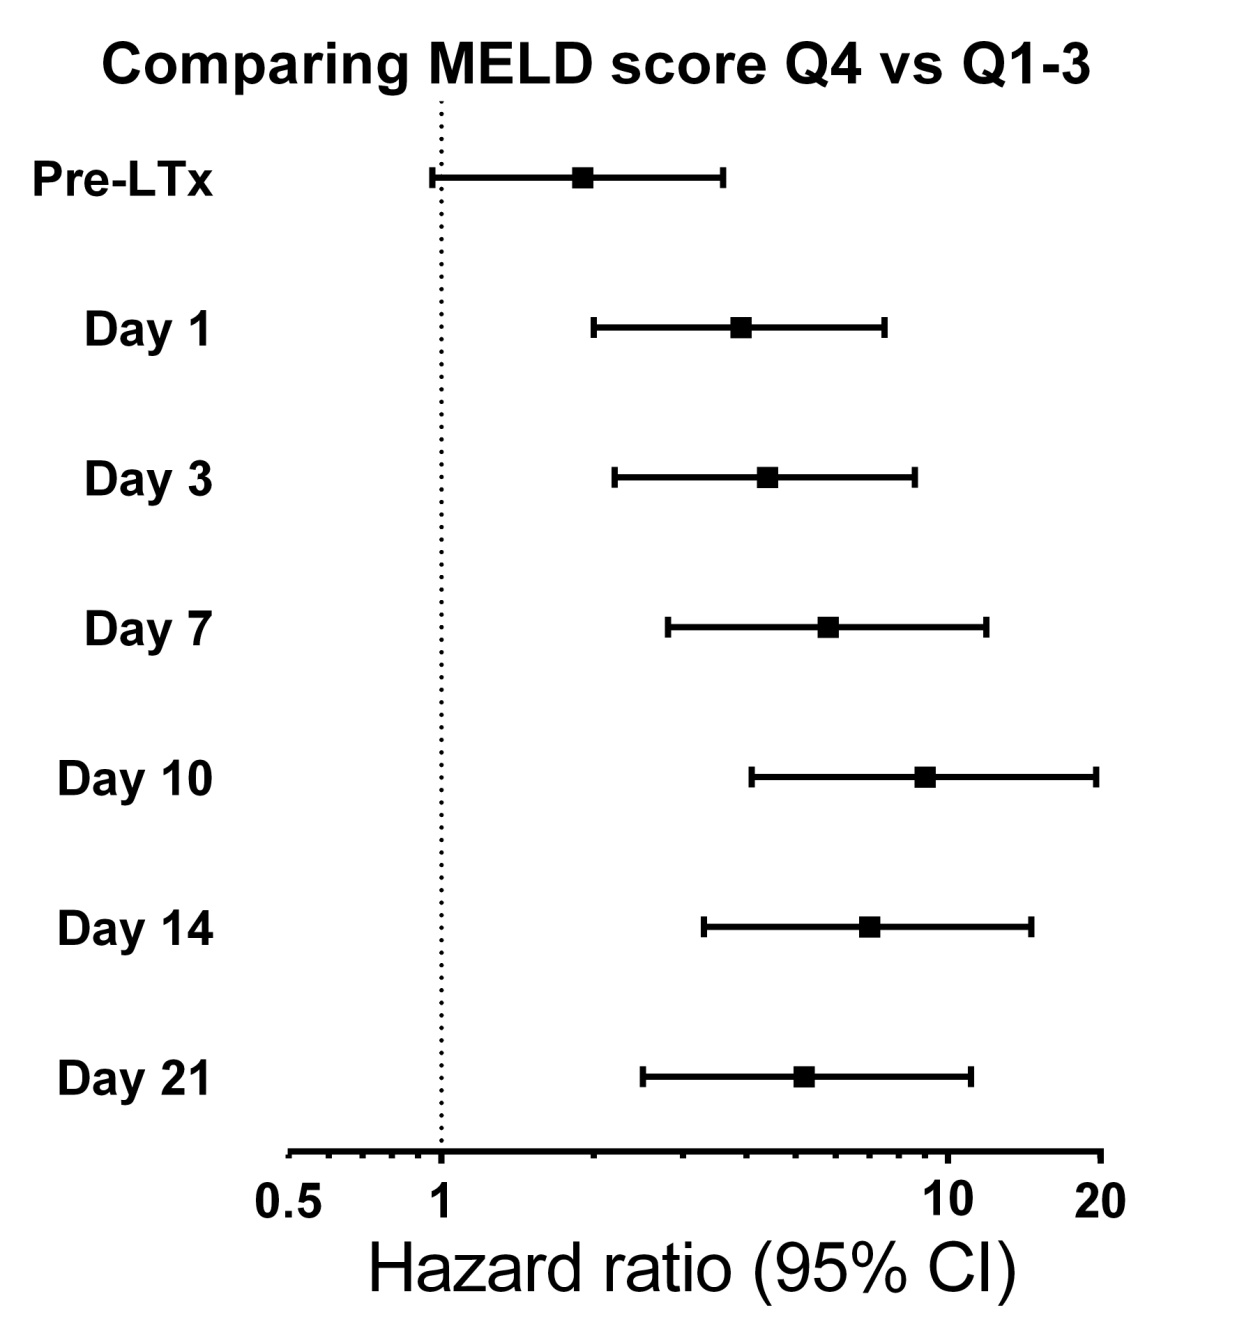 Comparing MELD score Q4 vs Q1-3
Pre-LTx
Day 1
Day 3
Day 7
Day 10
Day 14
Day 21
0.5 1 10 20
Hazard ratio (95% CI)